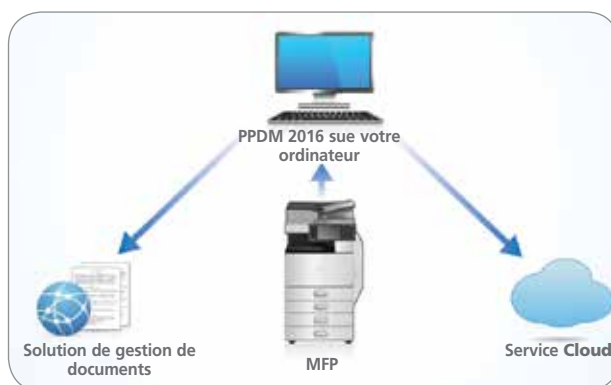 PPDM 2016 sue votre
ordinateur
Solution de gestion de
documents
MFP
Service Cloud